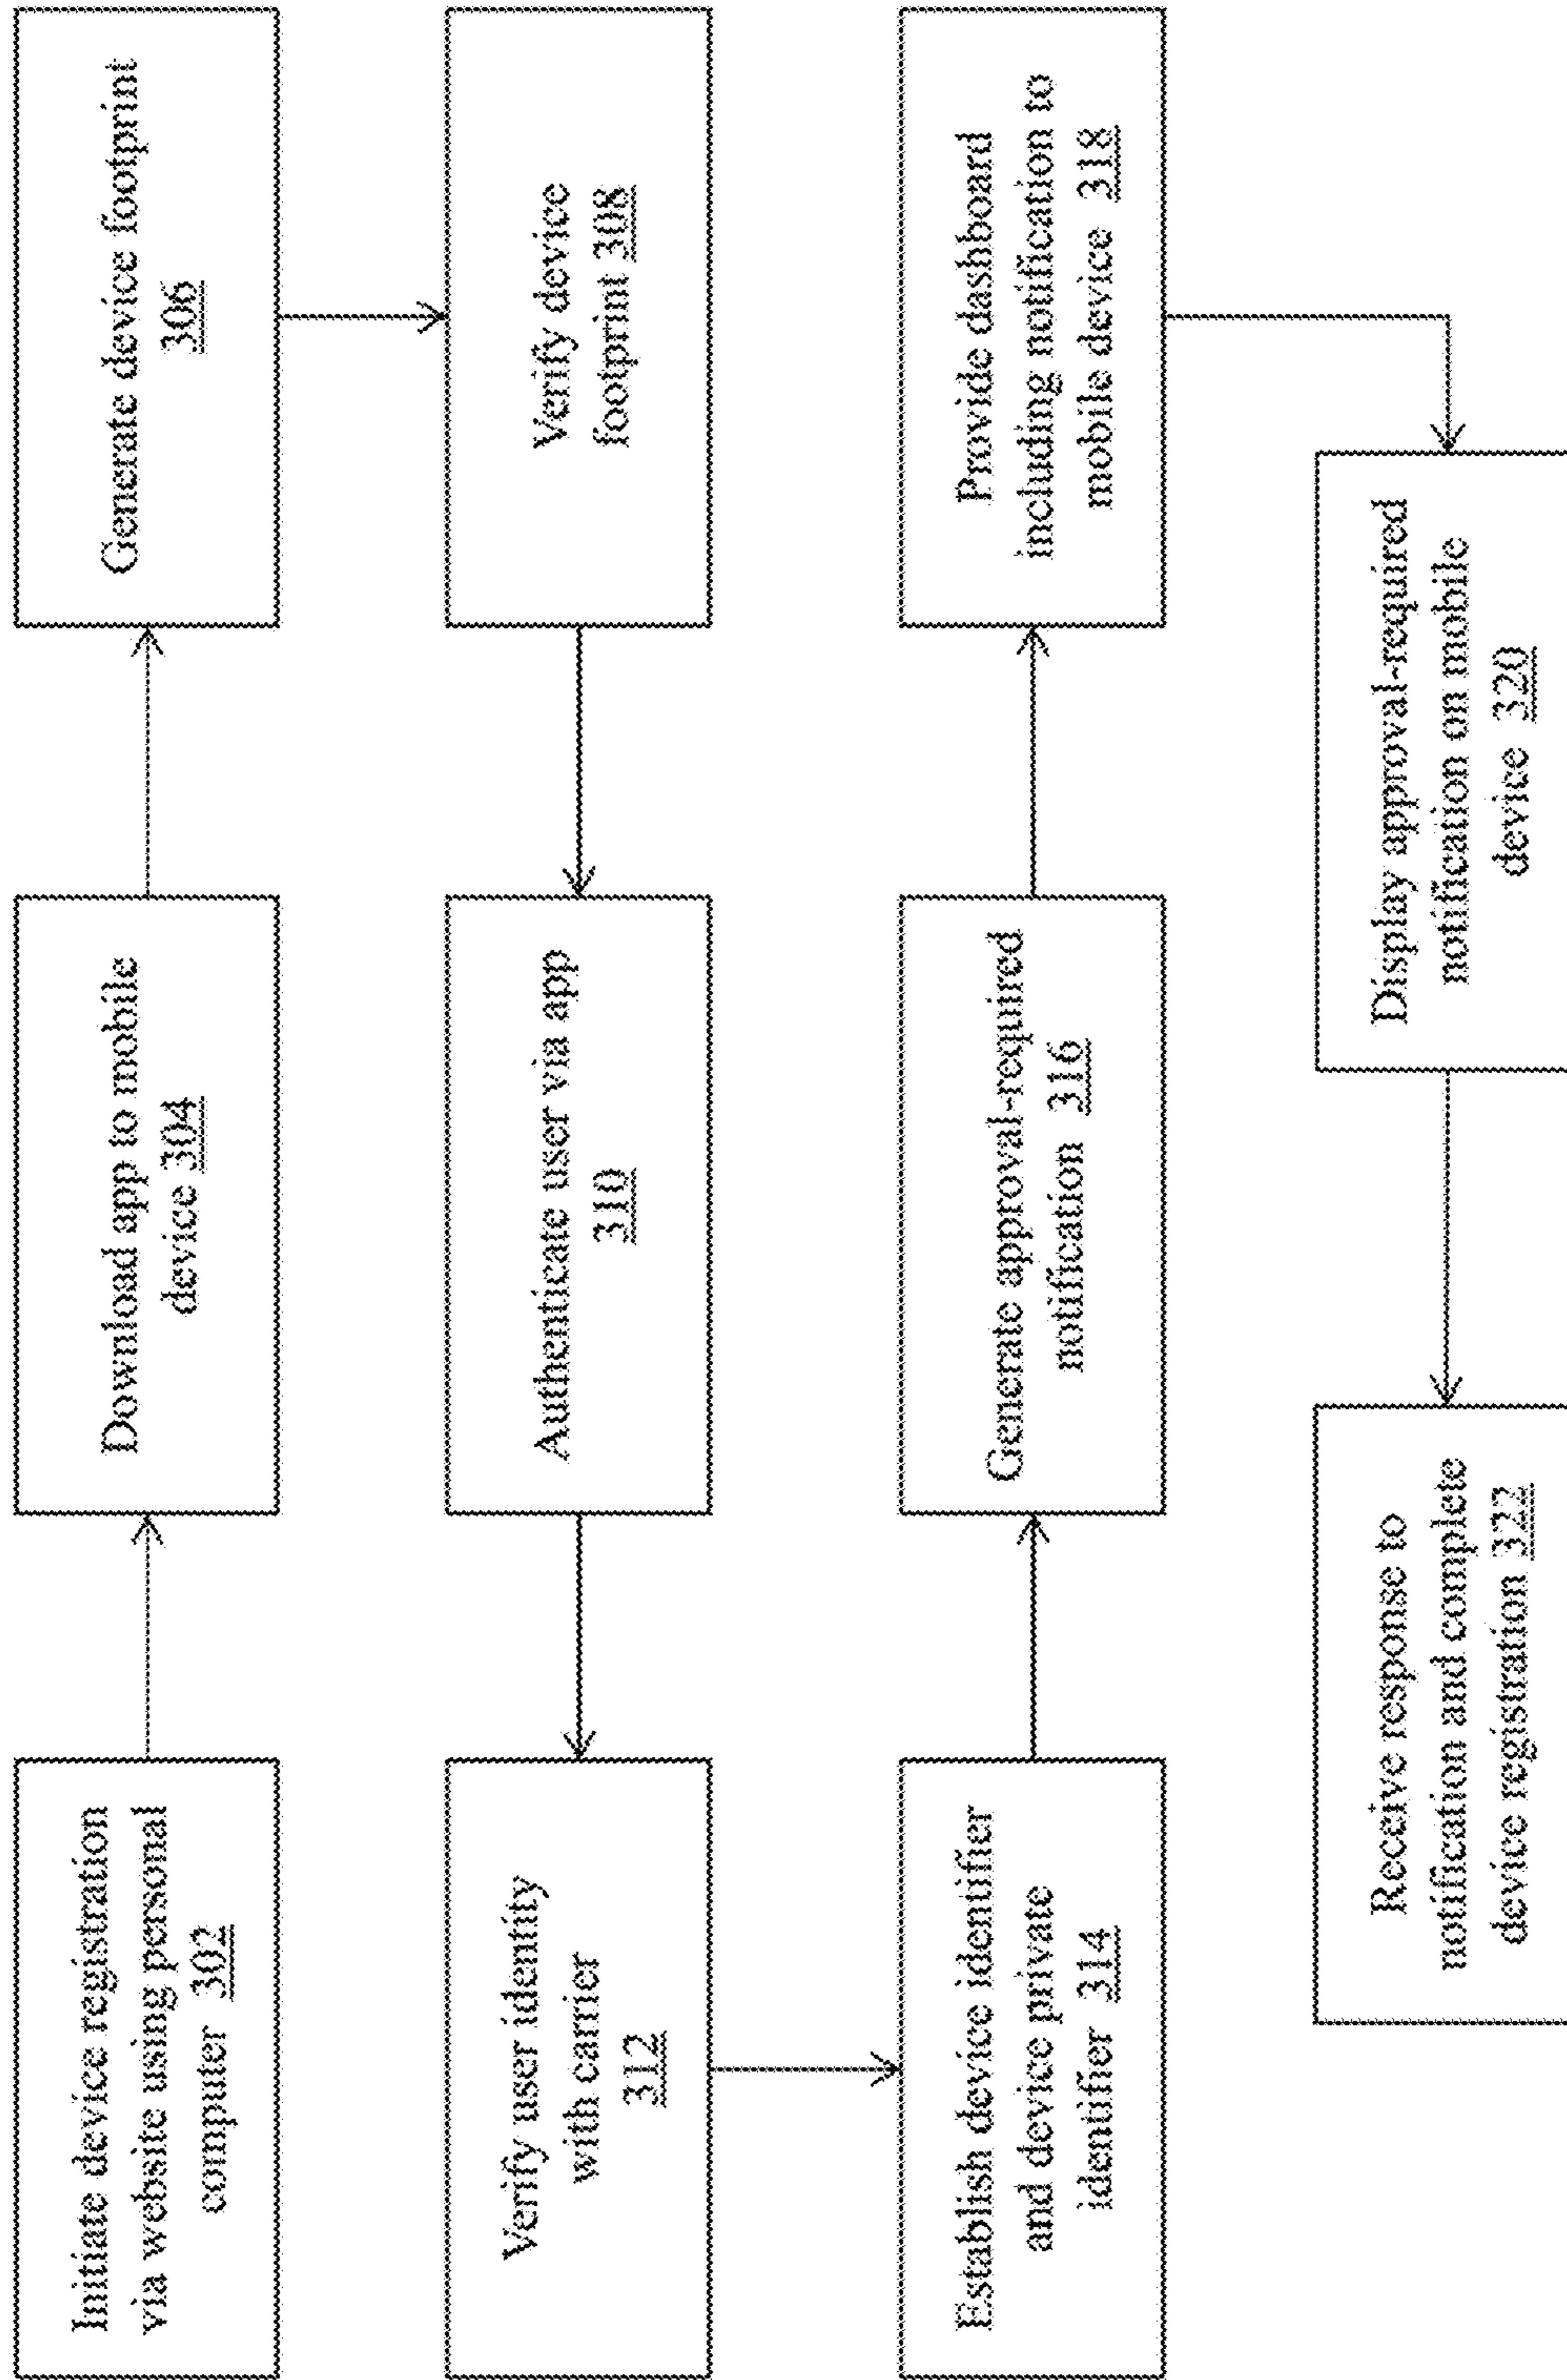 Initiate device registration
via website using personal
computer 302
Download app to mobile
device 304
Generate device footprint
306
Verify device
footprint 308
Authenticate user via app
310
Verify user identity
with carrier
312
Establish device identifier
and device private
identifier 314
Generate approval-required
notification 316
Provide dashboard
including notification to
mobile device 318
Display approval-required
notification on mobile
device 320
Receive response to
notification and complete
device registration 322